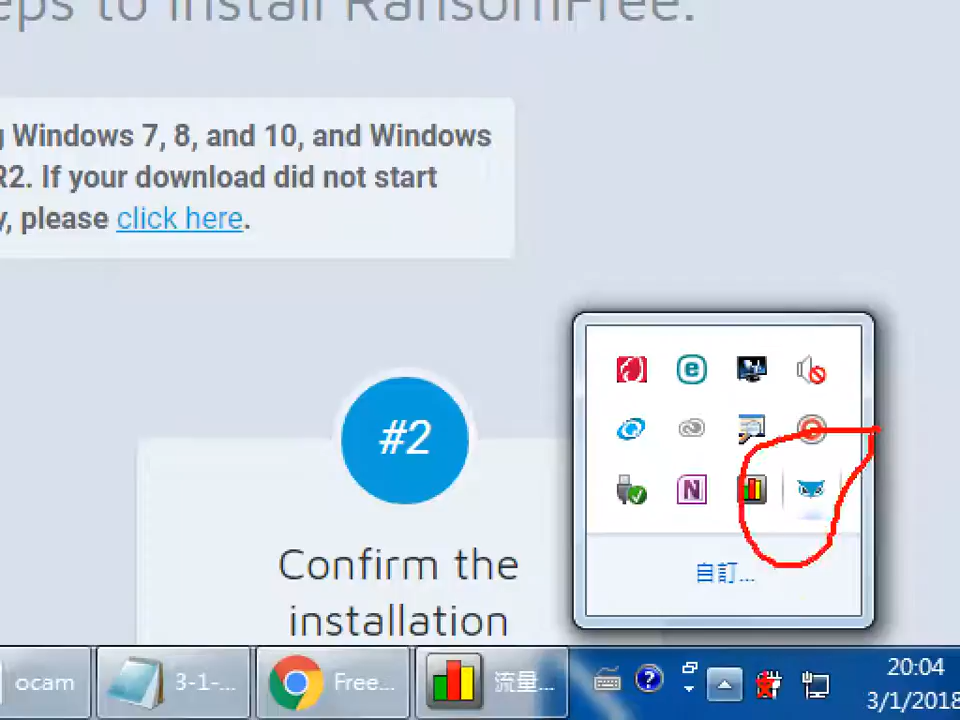 eps to install RansomFree.
g Windows 7, 8, and 10, and Windows
R2. If your download did not start
y, please click here.
#2
Confirm the
installation
自訂...
ocam
3-1-...
Free...
流量...
20:04
3/1/2018